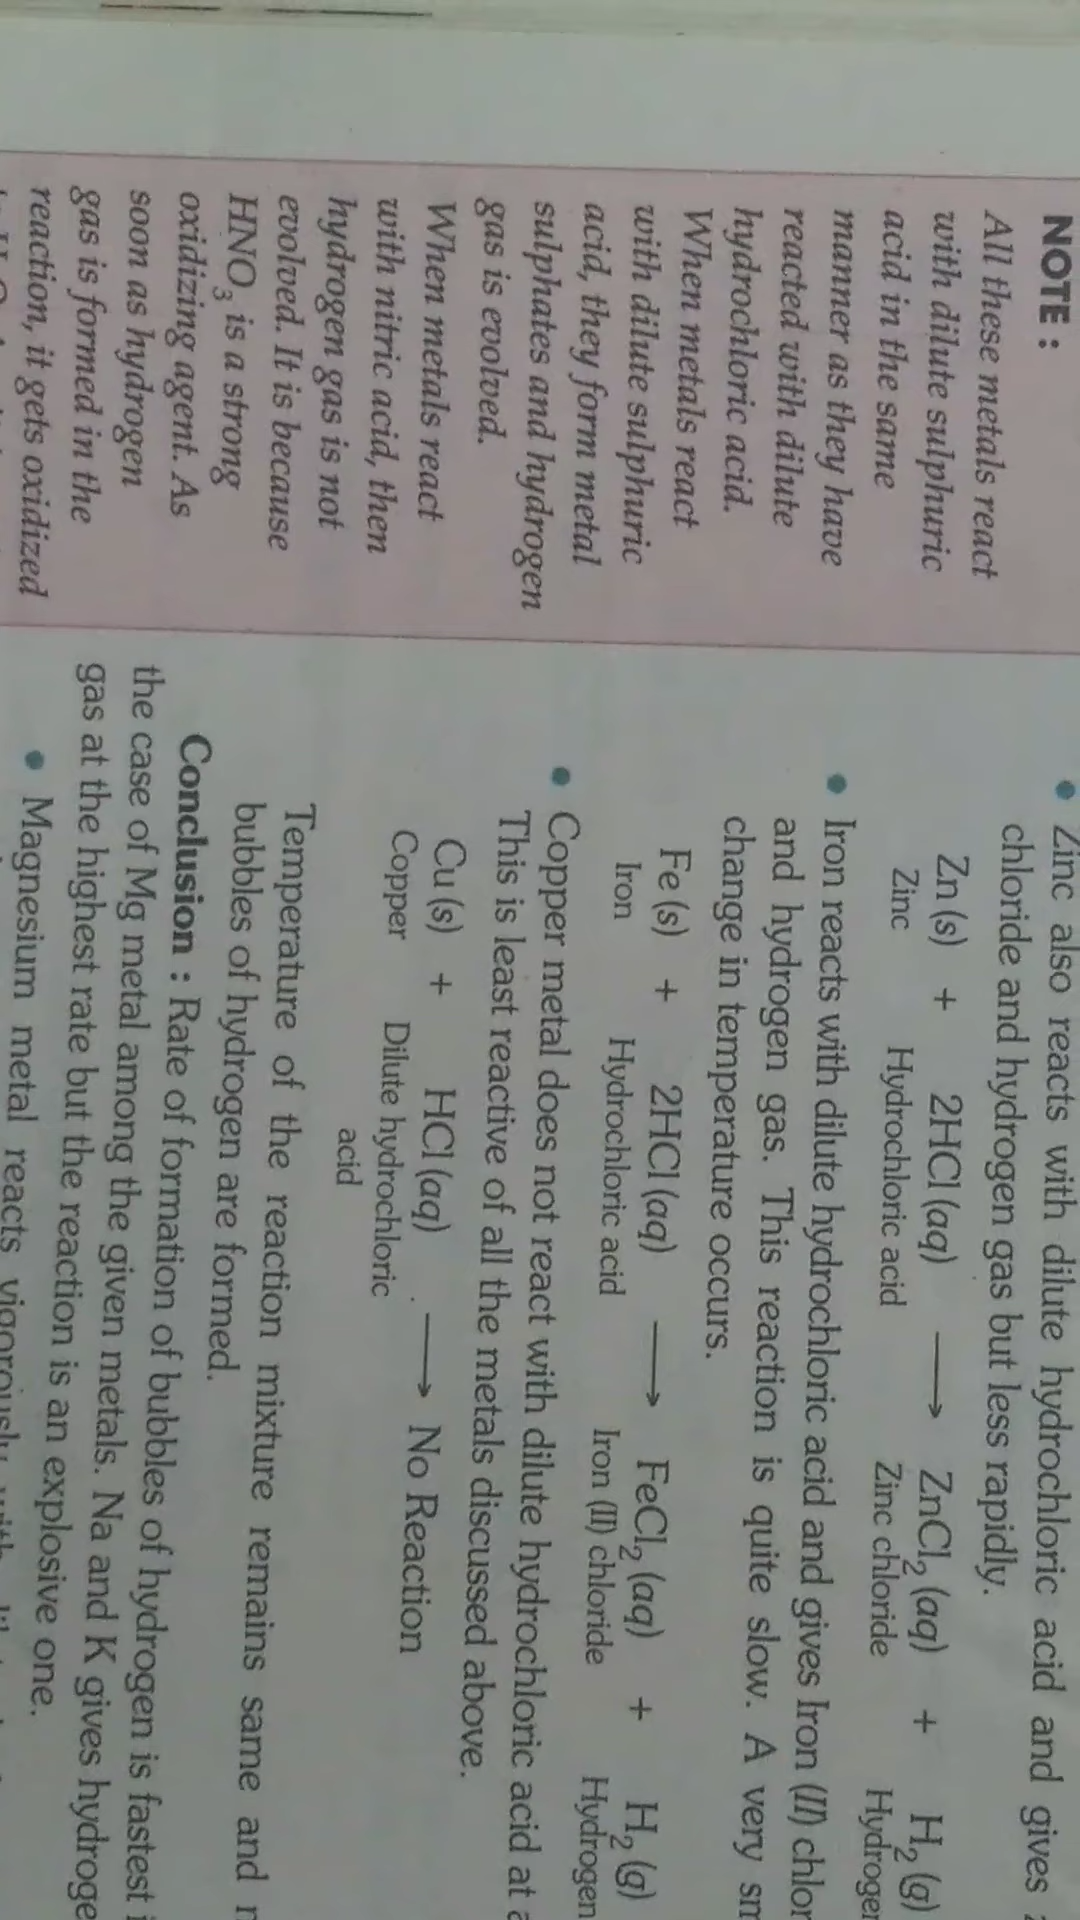 NOTE :
All these metals react
with dilute sulphuric
acid in the same
manner as they have
reacted with dilute
hydrochloric acid.
When metals react
with dilute sulphuric
acid, they form metal
sulphates and hydrogen
gas is evolved.
When metals react
with nitric acid, then
hydrogen gas is not
evolved. It is because
HNO₃ is a strong
oxidizing agent. As
soon as hydrogen
gas is formed in the
reaction, it gets oxidized
• Zinc also reacts with dilute hydrochloric acid and gives
chloride and hydrogen gas but less rapidly.
Zn (s) + 2HCl (aq) ⟶ ZnCl₂ (aq) + H₂ (g)
Zinc Hydrochloric acid Zinc chloride Hydrogen
• Iron reacts with dilute hydrochloric acid and gives Iron (II) chlor
and hydrogen gas. This reaction is quite slow. A very sm
change in temperature occurs.
Fe (s) + 2HCl (aq) ⟶ FeCl₂ (aq) + H₂ (g)
Iron Hydrochloric acid Iron (II) chloride Hydrogen
• Copper metal does not react with dilute hydrochloric acid at
This is least reactive of all the metals discussed above.
Cu (s) + HCl (aq) ⟶ No Reaction
Copper Dilute hydrochloric
acid
Temperature of the reaction mixture remains same and
bubbles of hydrogen are formed.
Conclusion : Rate of formation of bubbles of hydrogen is fastest
the case of Mg metal among the given metals. Na and K gives hydroge
gas at the highest rate but the reaction is an explosive one.
• Magnesium metal reacts vigorously with